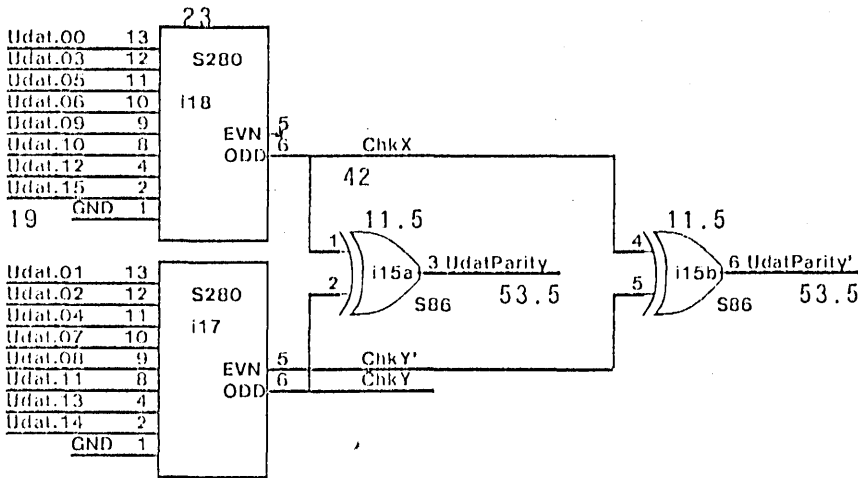 23
Udat.00 13
Udat.03 12
Udat.05 11
Udat.06 10
Udat.09 9
Udat.10 8
Udat.12 4
Udat.15 2
GND 1
19
S280
i18
EVN 5
ODD 6
ChkX
42
11.5
1
2
i15a
3 UdatParity
S86
53.5
11.5
4
5
i15b
6 UdatParity'
S86
53.5
Udat.01 13
Udat.02 12
Udat.04 11
Udat.07 10
Udat.08 9
Udat.11 8
Udat.13 4
Udat.14 2
GND 1
S280
i17
EVN 5
ODD 6
ChkY'
ChkY